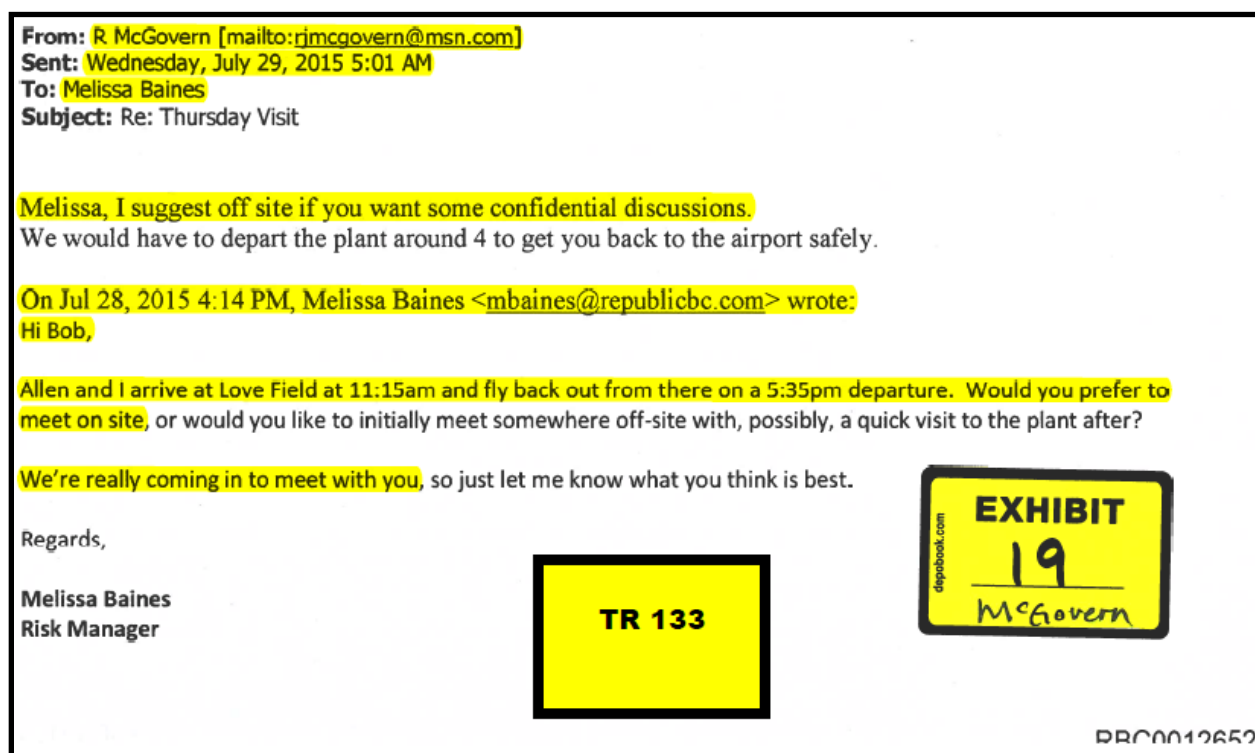 From: R McGovern [mailto:rjmcgovern@msn.com]
Sent: Wednesday, July 29, 2015 5:01 AM
To: Melissa Baines
Subject: Re: Thursday Visit
Melissa, I suggest off site if you want some confidential discussions.
We would have to depart the plant around 4 to get you back to the airport safely.
On Jul 28, 2015 4:14 PM, Melissa Baines <mbaines@republicbc.com> wrote:
Hi Bob,
Allen and I arrive at Love Field at 11:15am and fly back out from there on a 5:35pm departure. Would you prefer to
meet on site, or would you like to initially meet somewhere off-site with, possibly, a quick visit to the plant after?
We're really coming in to meet with you, so just let me know what you think is best.
Regards,
Melissa Baines
Risk Manager
TR 133
depobook.com
EXHIBIT
19
McGovern
RBC0012652